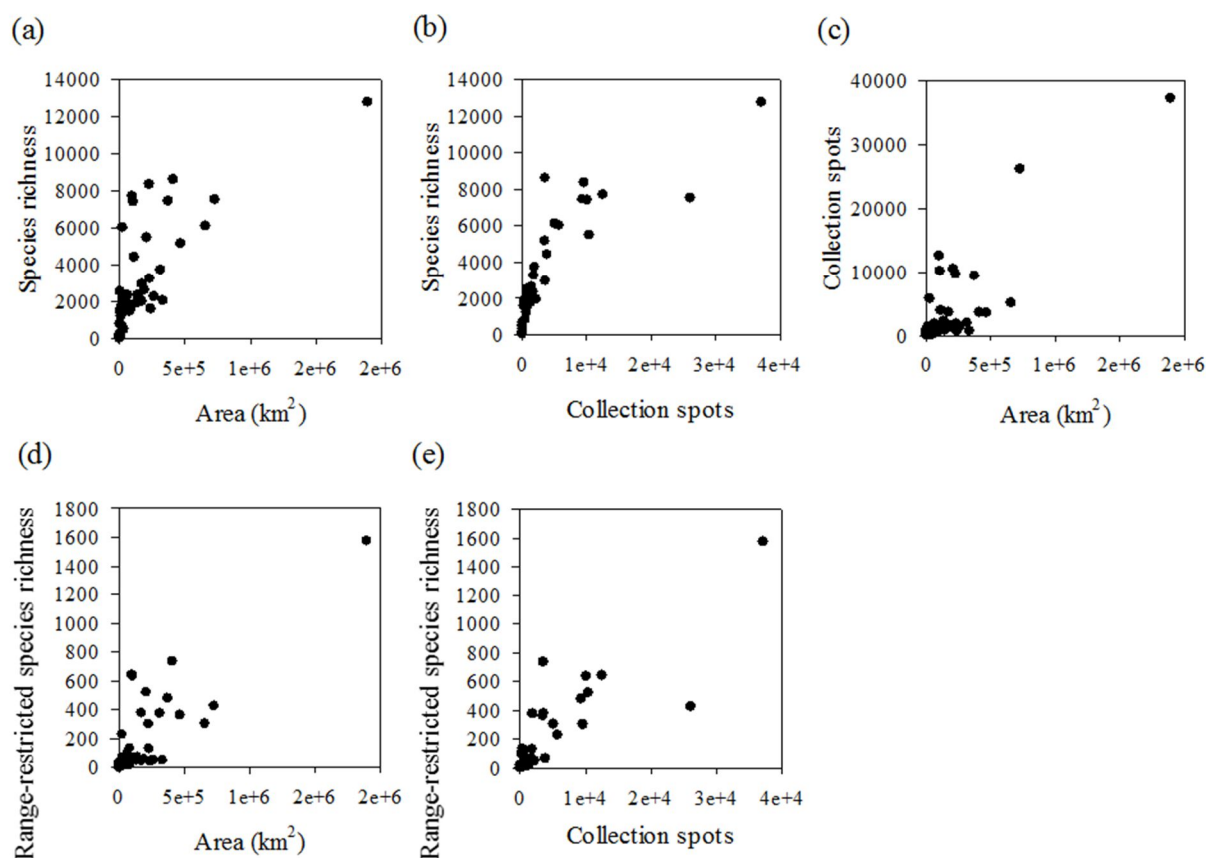 (a)
14000
12000
10000
8000
6000
4000
2000
0
Species richness
0 5e+5 1e+6 2e+6 2e+6
Area (km²)
(b)
14000
12000
10000
8000
6000
4000
2000
0
Species richness
0 1e+4 2e+4 3e+4 4e+4
Collection spots
(c)
40000
30000
20000
10000
0
Collection spots
0 5e+5 1e+6 2e+6 2e+6
Area (km²)
(d)
1800
1600
1400
1200
1000
800
600
400
200
0
Range-restricted species richness
0 5e+5 1e+6 2e+6 2e+6
Area (km²)
(e)
1800
1600
1400
1200
1000
800
600
400
200
0
Range-restricted species richness
0 1e+4 2e+4 3e+4 4e+4
Collection spots